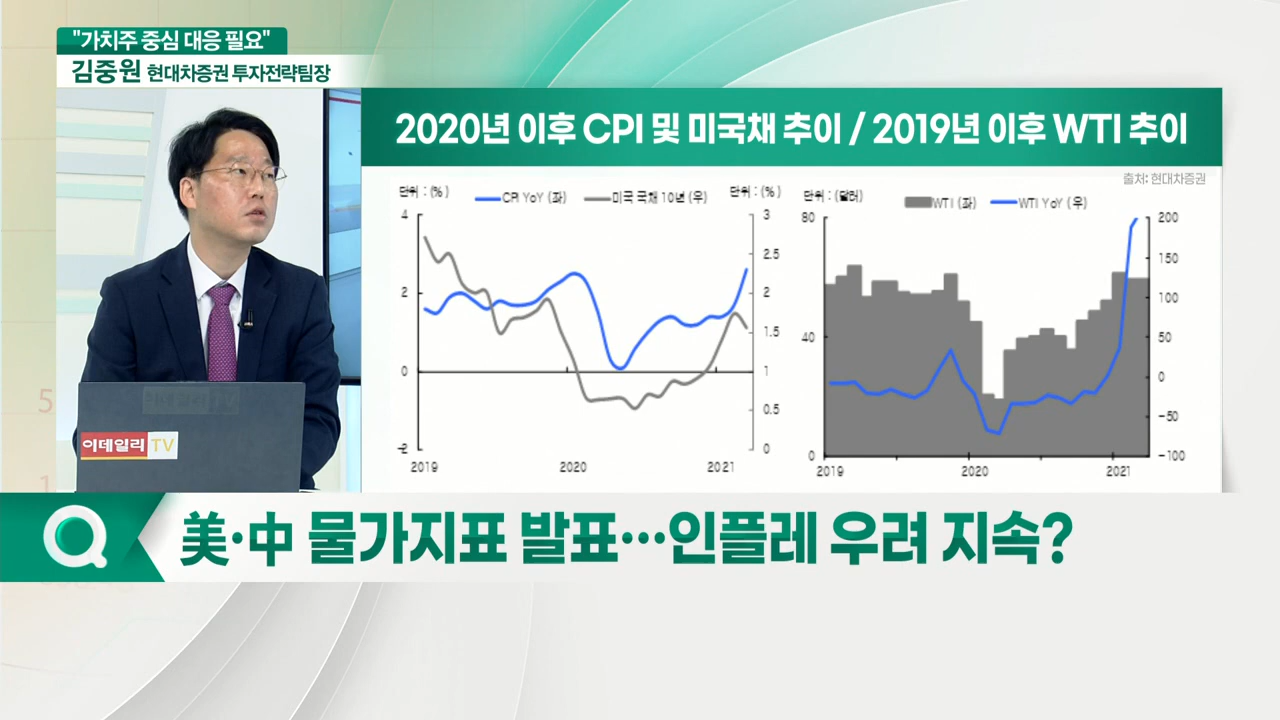 "가치주 중심 대응 필요"
김중원 현대차증권 투자전략팀장
2020년 이후 CPI 및 미국채 추이 / 2019년 이후 WTI 추이
출처: 현대차증권
단위 : (%)
CPI YoY (좌)
미국 국채 10년 (우)
단위 : (%)
4
2
0
-2
3
2.5
2
1.5
1
0.5
0
2019
2020
2021
단위 : (달러)
WTI (좌)
WTI YoY (우)
80
40
0
200
150
100
50
0
-50
-100
2019
2020
2021
이데일리 TV
5
1
美·中 물가지표 발표…인플레 우려 지속?